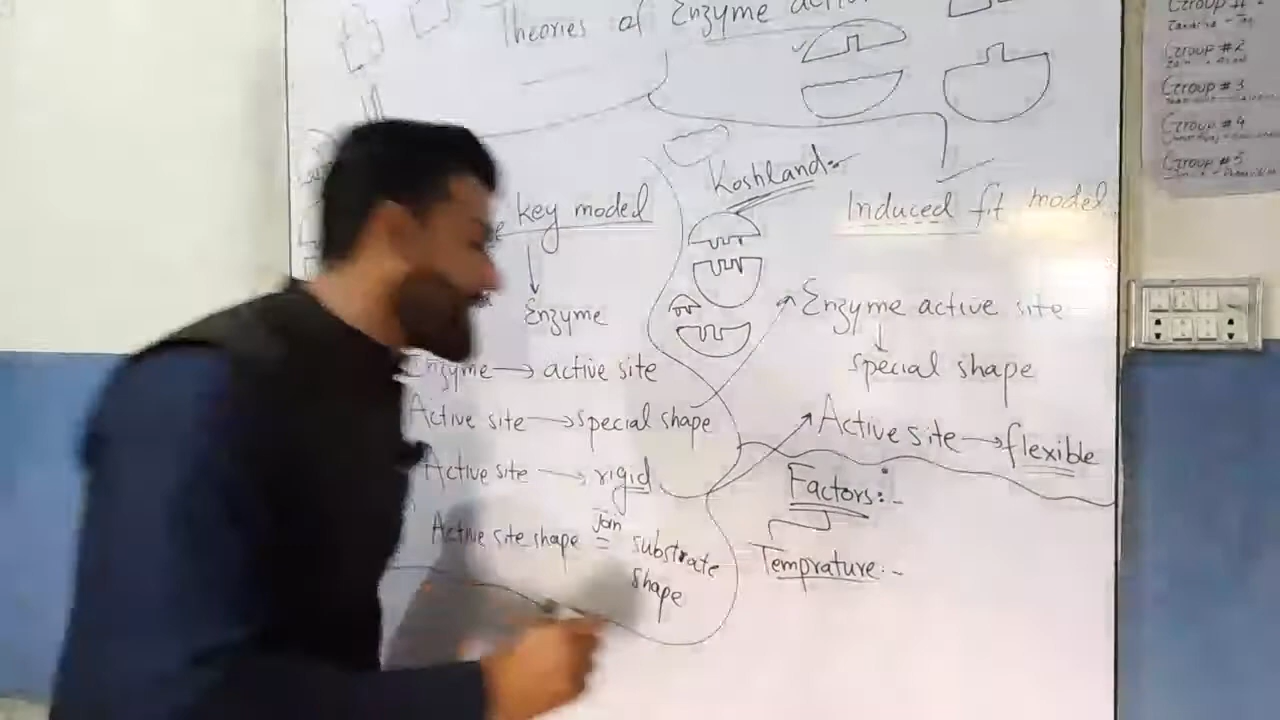 Theories of Enzyme action
Koshland:-
key model
Induced fit model
Enzyme
Enzyme active site
special shape
Enzyme → active site
Active site → special shape
Active site → flexible
Active site → rigid
Factors:-
Join
Active site shape = substrate
shape
Temprature:-
Group #2
Group #3
Group #4
Group #5